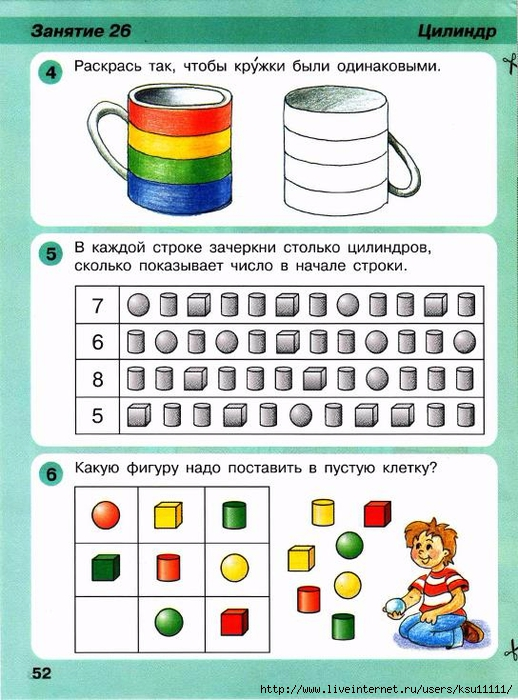 Занятие 26
Цилиндр
4
Раскрась так, чтобы кру́жки были одинаковыми.
5
В каждой строке зачеркни столько цилиндров,
сколько показывает число в начале строки.
7
6
8
5
6
Какую фигуру надо поставить в пустую клетку?
52
http://www.liveinternet.ru/users/ksu11111/